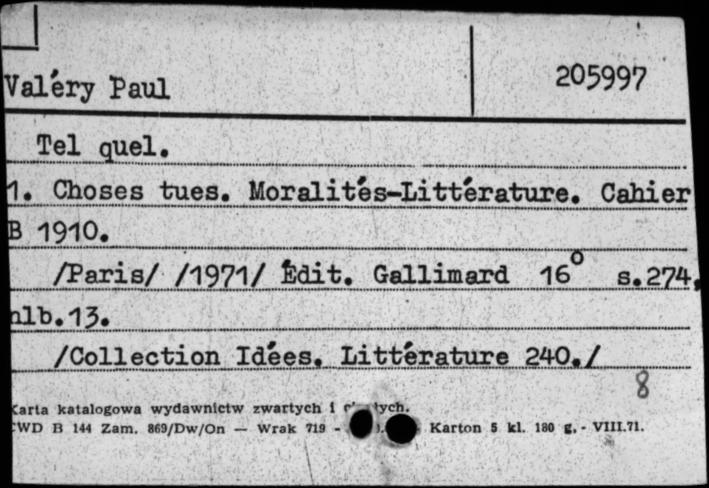 Valéry Paul
205997
Tel quel.
1. Choses tues. Moralités-Littérature. Cahier
B 1910.
/Paris/ /1971/ Édit. Gallimard 16° s.274,
nlb.13.
/Collection Idées. Littérature 240./
8
Karta katalogowa wydawnictw zwartych i
CWD B 144 Zam. 869/Dw/On — Wrak 719 - Karton 5 kl. 180 g. - VIII.71.